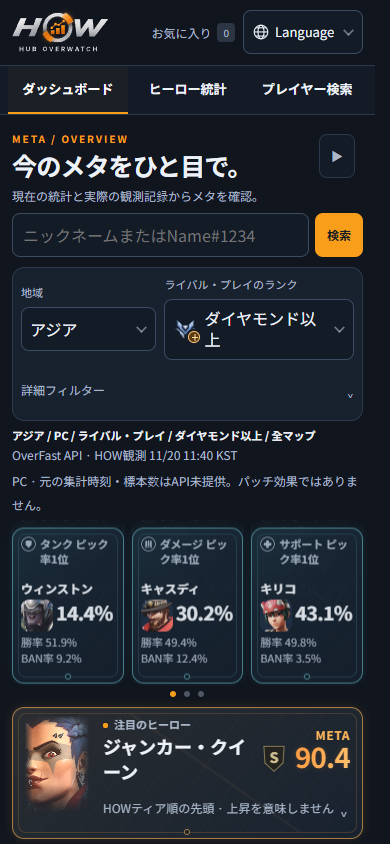 HOW
HUB OVERWATCH
お気に入り 0
Language
ダッシュボード ヒーロー統計 プレイヤー検索
META / OVERVIEW
今のメタをひと目で。
現在の統計と実際の観測記録からメタを確認。
ニックネームまたはName#1234 検索
地域 ライバル・プレイのランク
アジア ダイヤモンド以
上
詳細フィルター
アジア / PC / ライバル・プレイ / ダイヤモンド以上 / 全マップ
OverFast API · HOW観測 11/20 11:40 KST
PC · 元の集計時刻・標本数はAPI未提供。パッチ効果ではありま
せん。
タンク ピック
率1位
ウィンストン
14.4%
勝率 51.9%
BAN率 9.2%
ダメージ ピッ
ク率1位
キャスディ
30.2%
勝率 49.4%
BAN率 12.4%
サポート ピッ
ク率1位
キリコ
43.1%
勝率 49.8%
BAN率 3.5%
注目のヒーロー
ジャンカー・クイ
ーン
S
META
90.4
HOWティア順の先頭 · 上昇を意味しません